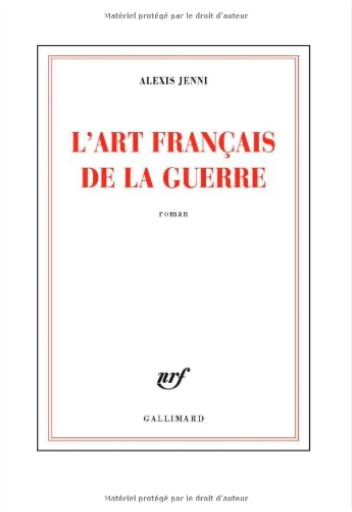 Matériel protégé par le droit d'auteur
ALEXIS JENNI
L'ART FRANÇAIS
DE LA GUERRE
roman
nrf
GALLIMARD
Matériel protégé par le droit d'auteur